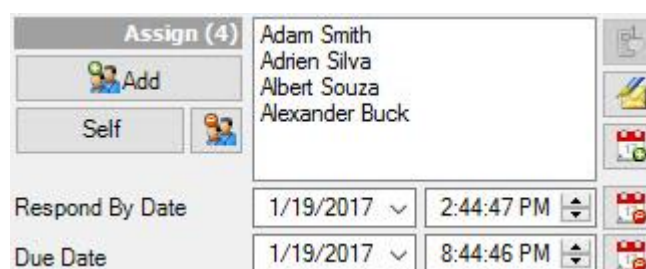 Assign (4)
Add
Self
Adam Smith
Adrien Silva
Albert Souza
Alexander Buck
Respond By Date 1/19/2017 2:44:47 PM
Due Date 1/19/2017 8:44:46 PM